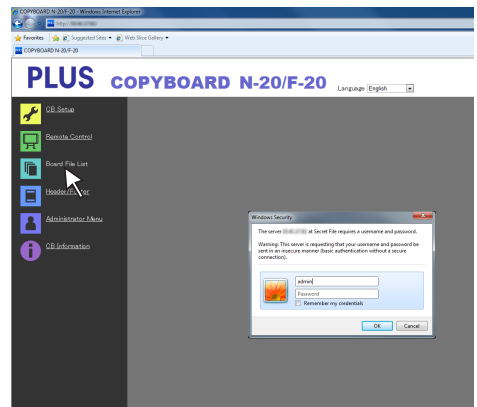 COPYBOARD N-20/F-20 - Windows Internet Explorer
http://
Favorites Suggested Sites Web Slice Gallery
COPYBOARD N-20/F-20
PLUS COPYBOARD N-20/F-20 Language English
CB Setup
Remote Control
Board File List
Header/Footer
Administrator Menu
CB Information
Windows Security
The server at Secret File requires a username and password.
Warning: This server is requesting that your username and password be
sent in an insecure manner (basic authentication without a secure
connection).
admin
Password
Remember my credentials
OK Cancel